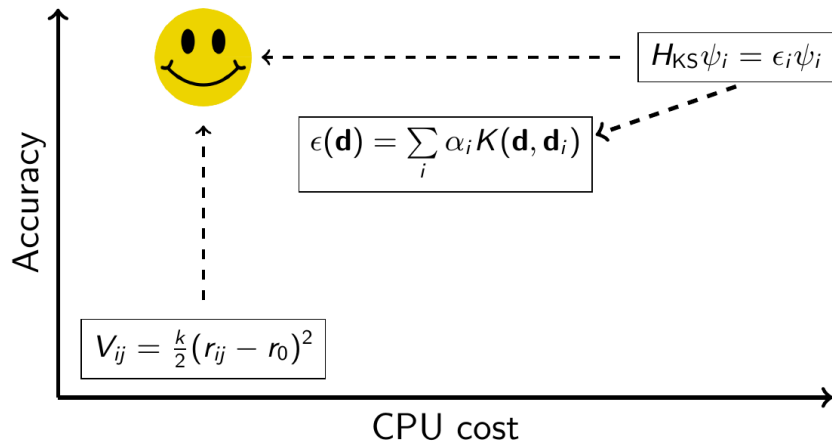 H_KS ψ_i = ϵ_i ψ_i
ϵ(𝐝) = ∑_i α_i K(𝐝, 𝐝_i)
Accuracy
V_ij = k/2 (r_ij − r_0)^2
CPU cost